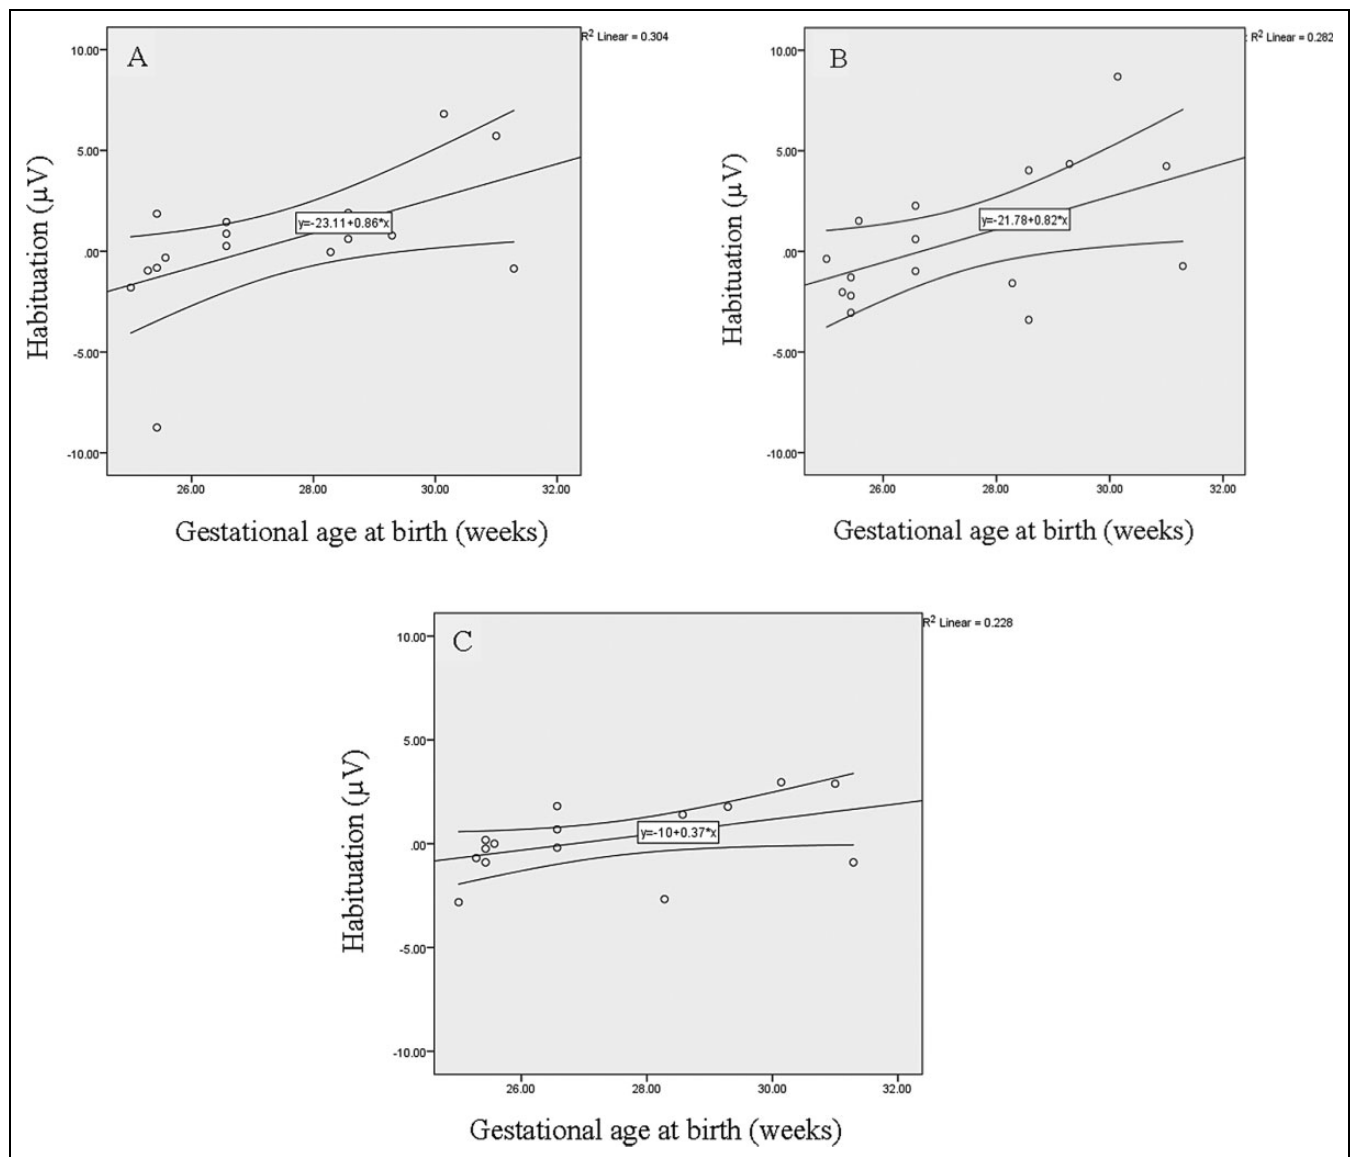 A
R² Linear = 0.304
10.00
5.00
.00
-5.00
-10.00
Habituation (µV)
y=-23.11+0.86*x
26.00 28.00 30.00 32.00
Gestational age at birth (weeks)
B
: R² Linear = 0.282
10.00
5.00
.00
-5.00
-10.00
Habituation (µV)
y=-21.78+0.82*x
26.00 28.00 30.00 32.00
Gestational age at birth (weeks)
C
R² Linear = 0.228
10.00
5.00
.00
-5.00
-10.00
Habituation (µV)
y=-10+0.37*x
26.00 28.00 30.00 32.00
Gestational age at birth (weeks)